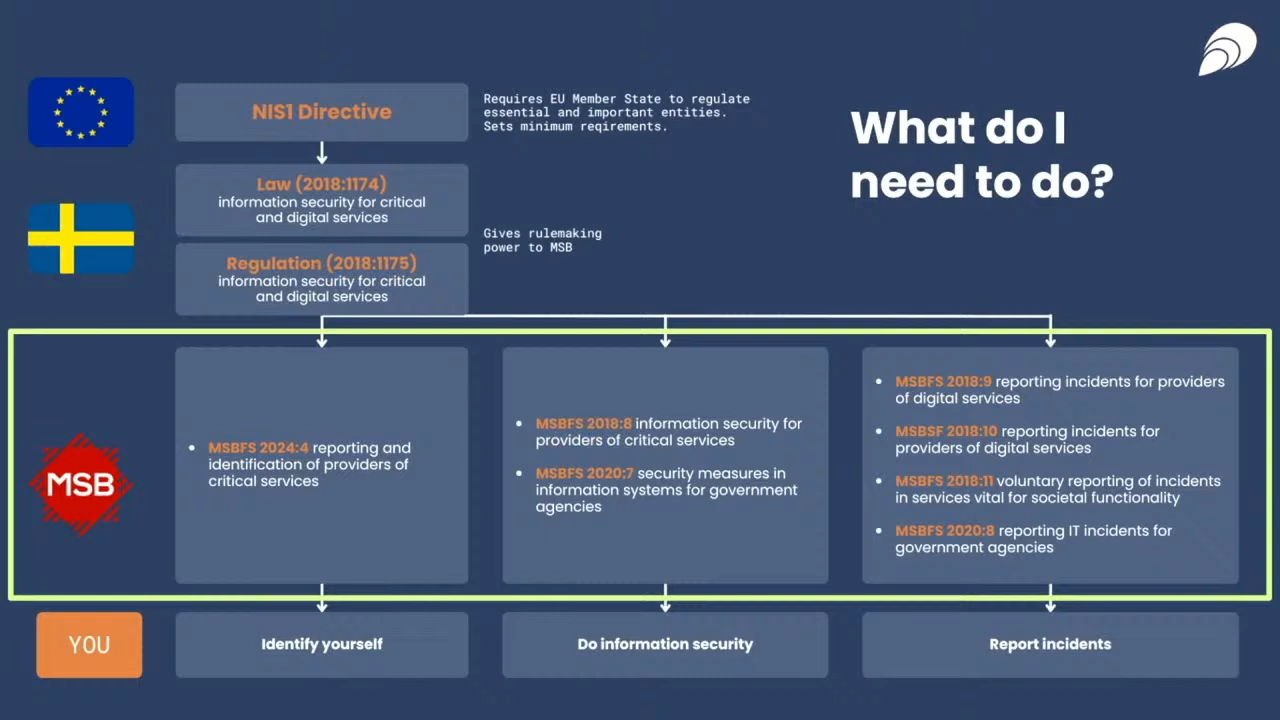 What do I
need to do?
NIS1 Directive
Requires EU Member State to regulate
essential and important entities.
Sets minimum reqirements.
Law (2018:1174)
information security for critical
and digital services
Gives rulemaking
power to MSB
Regulation (2018:1175)
information security for critical
and digital services
MSB
• MSBFS 2024:4 reporting and
identification of providers of
critical services
• MSBFS 2018:8 information security for
providers of critical services
• MSBFS 2020:7 security measures in
information systems for government
agencies
• MSBFS 2018:9 reporting incidents for providers
of digital services
• MSBSF 2018:10 reporting incidents for
providers of digital services
• MSBFS 2018:11 voluntary reporting of incidents
in services vital for societal functionality
• MSBFS 2020:8 reporting IT incidents for
government agencies
YOU
Identify yourself
Do information security
Report incidents